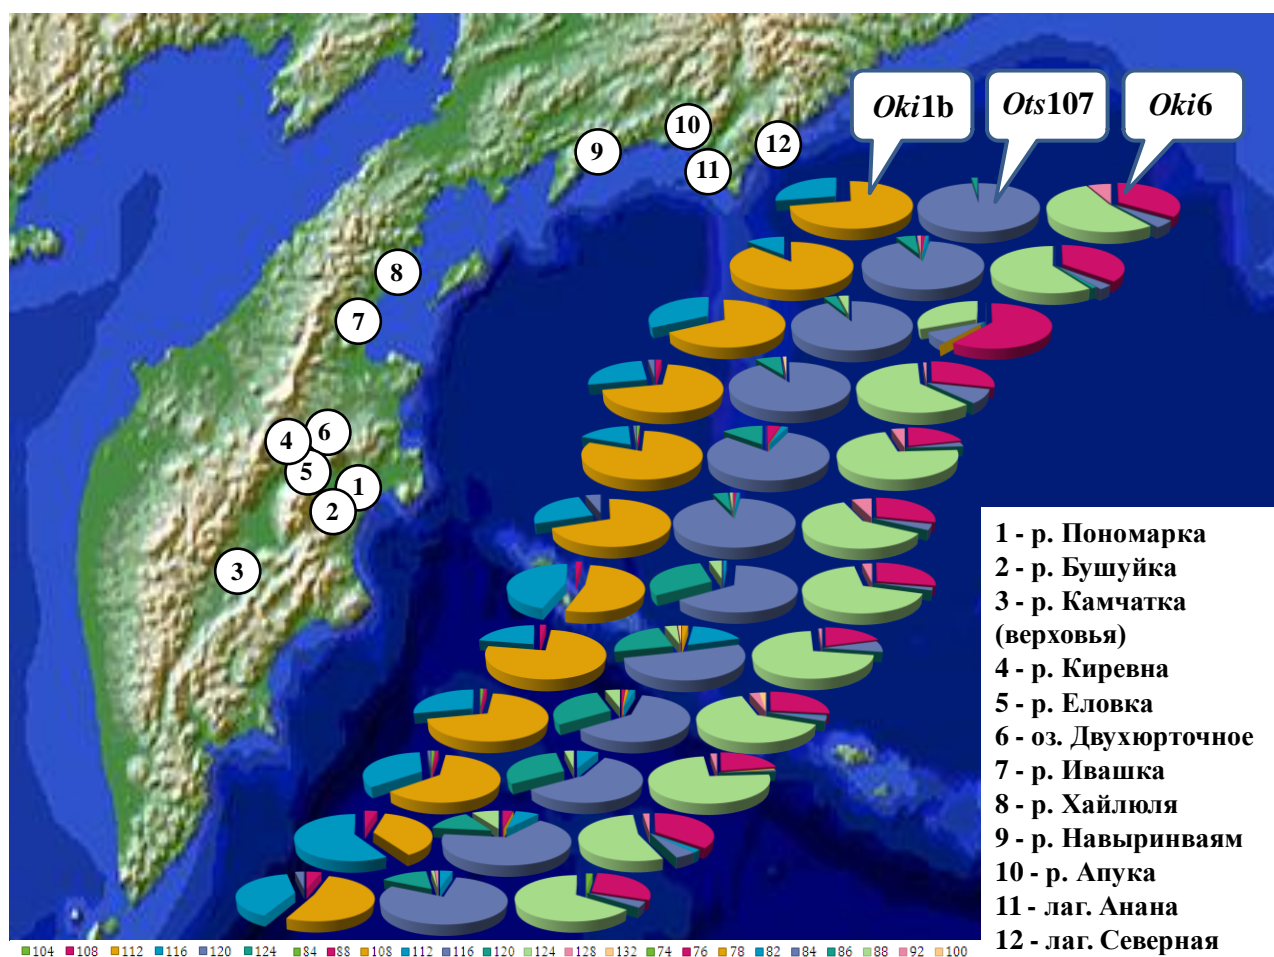 Oki1b
Ots107
Oki6
10
12
9
11
8
7
6
4
5
1
2
3
1 - р. Пономарка
2 - р. Бушуйка
3 - р. Камчатка
(верховья)
4 - р. Киревна
5 - р. Еловка
6 - оз. Двухюрточное
7 - р. Ивашка
8 - р. Хайлюля
9 - р. Навыринваям
10 - р. Апука
11 - лаг. Анана
12 - лаг. Северная
104 108 112 116 120 124 84 88 108 112 116 120 124 128 132 74 76 78 82 84 86 88 92 100